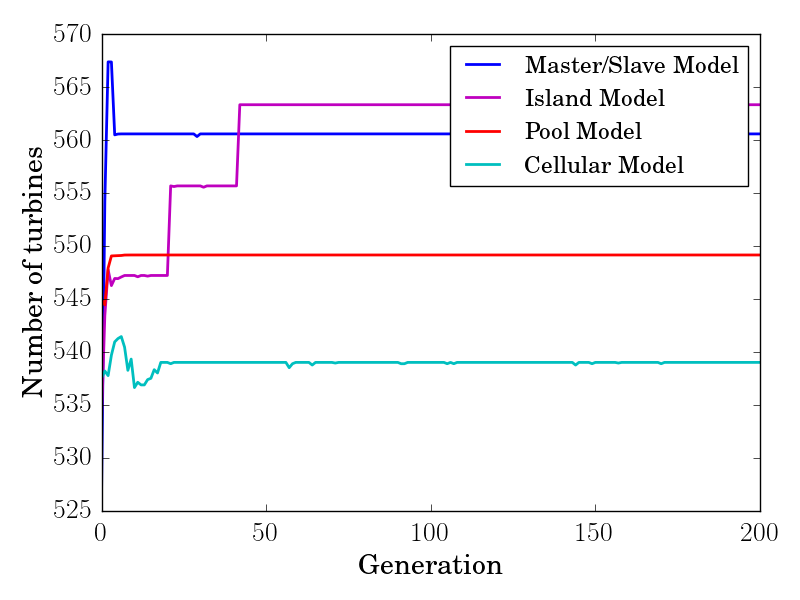 570
565
560
555
550
545
540
535
530
525
Number of turbines
Master/Slave Model
Island Model
Pool Model
Cellular Model
0
50
100
150
200
Generation